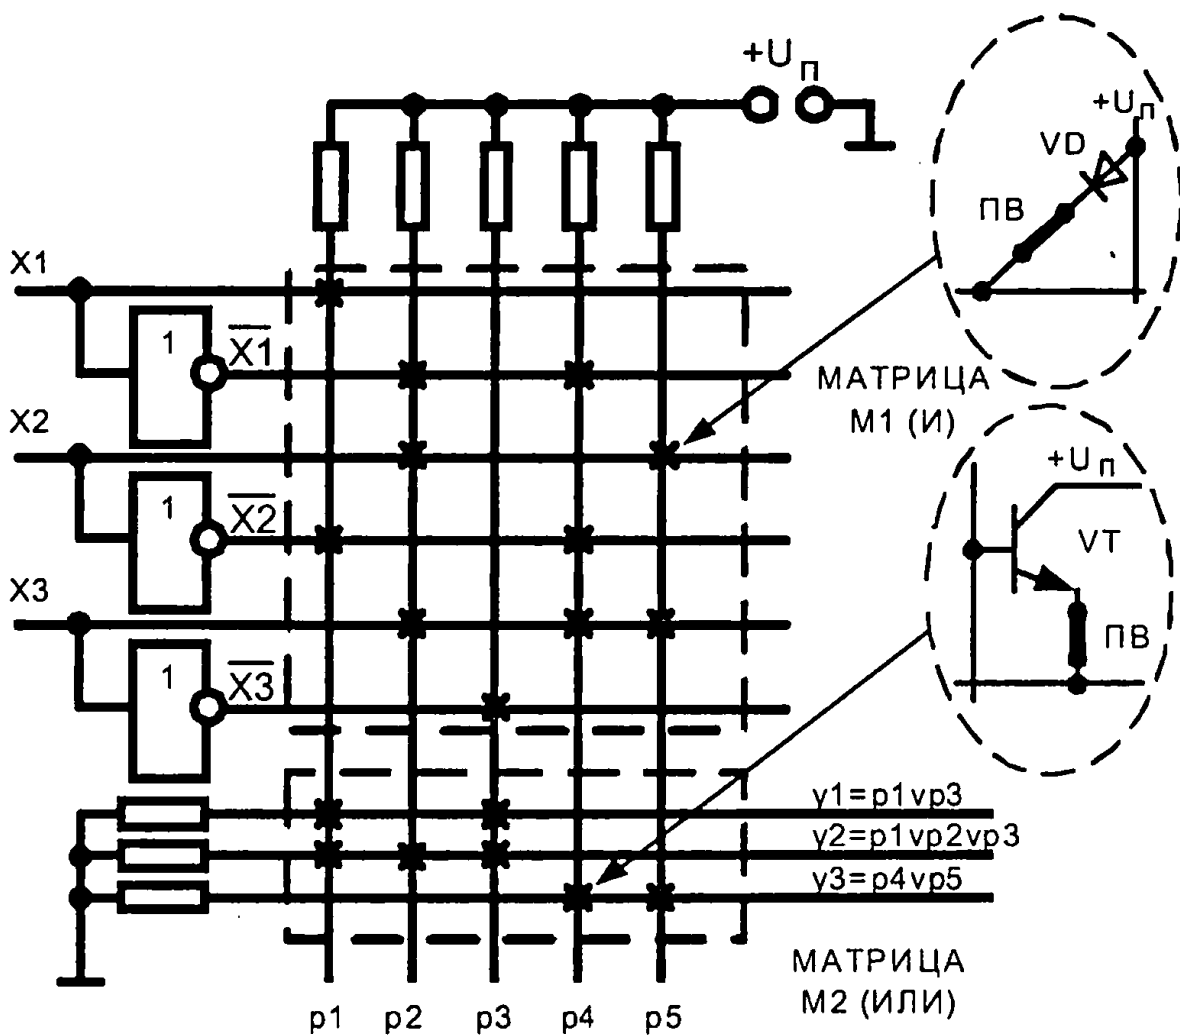 +Uп
+Uп
VD
ПВ
X1
1
X1̅
МАТРИЦА
М1 (И)
X2
1
X2̅
+Uп
VT
ПВ
X3
1
X3̅
y1=p1vp3
y2=p1vp2vp3
y3=p4vp5
МАТРИЦА
М2 (ИЛИ)
p1 p2 p3 p4 p5